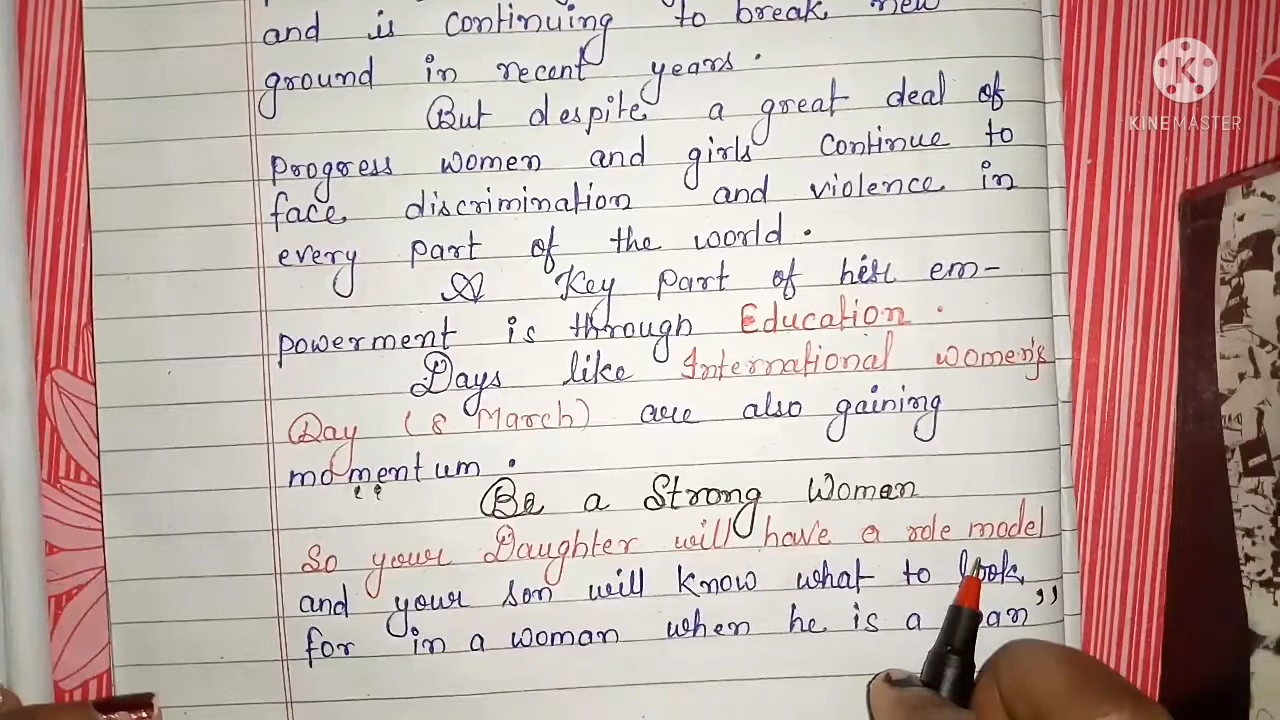 and is continuing to break new
ground in recent years.
But despite a great deal of
progress women and girls continue to
face discrimination and violence in
every part of the world.
A Key part of her em-
powerment is through Education.
Days like International women's
Day (8 March) are also gaining
momentum.
"Be a Strong Women
So your Daughter will have a role model
and your son will know what to look
for in a woman when he is a an"
KINEMASTER